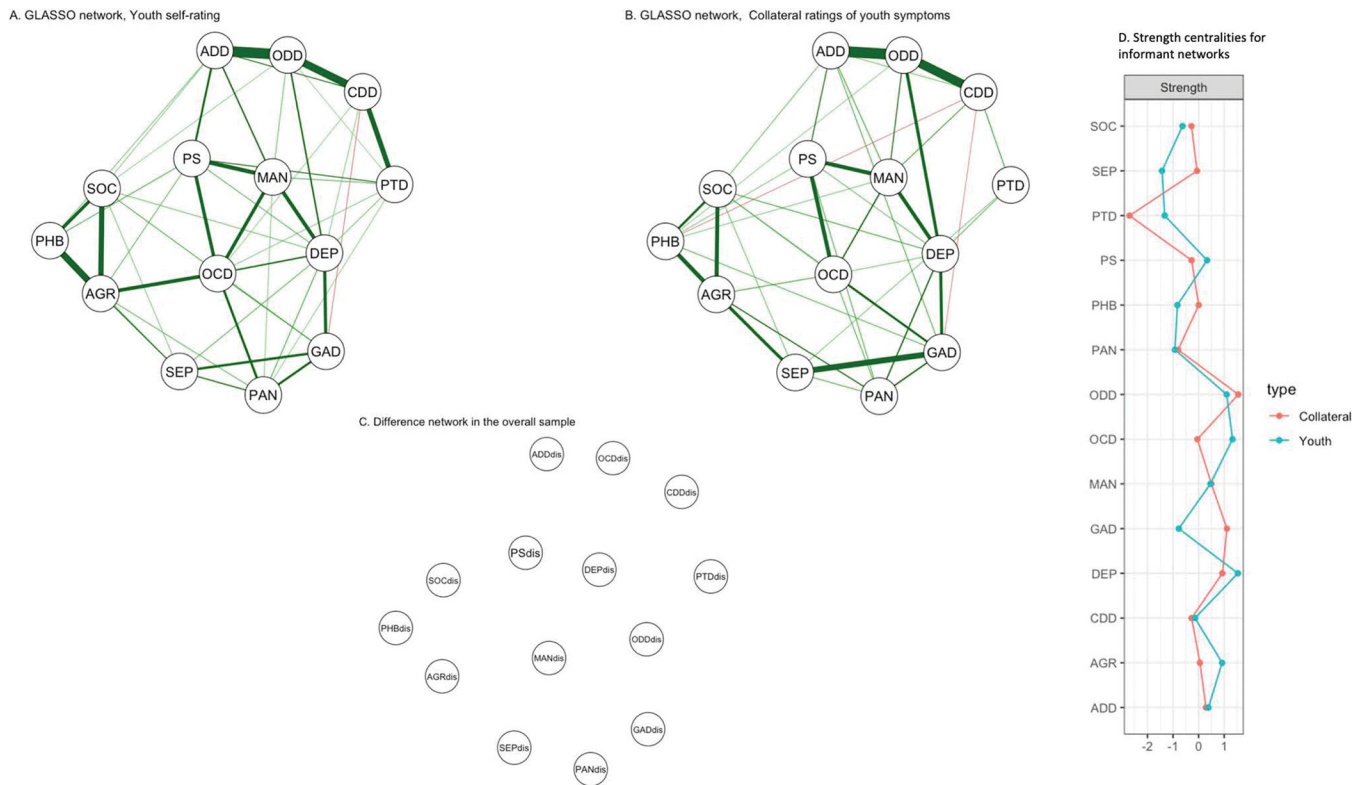 A. GLASSO network, Youth self-rating
ADD
ODD
CDD
PS
MAN
PTD
SOC
PHB
DEP
OCD
AGR
GAD
SEP
PAN
B. GLASSO network, Collateral ratings of youth symptoms
ADD
ODD
CDD
PS
MAN
PTD
SOC
PHB
DEP
OCD
AGR
GAD
SEP
PAN
C. Difference network in the overall sample
ADDdis
OCDdis
CDDdis
PSdis
DEPdis
PTDdis
SOCdis
PHBdis
ODDdis
MANdis
AGRdis
GADdis
SEPdis
PANdis
D. Strength centralities for
informant networks
Strength
SOC
SEP
PTD
PS
PHB
PAN
ODD
OCD
MAN
GAD
DEP
CDD
AGR
ADD
-2 -1 0 1
type
Collateral
Youth